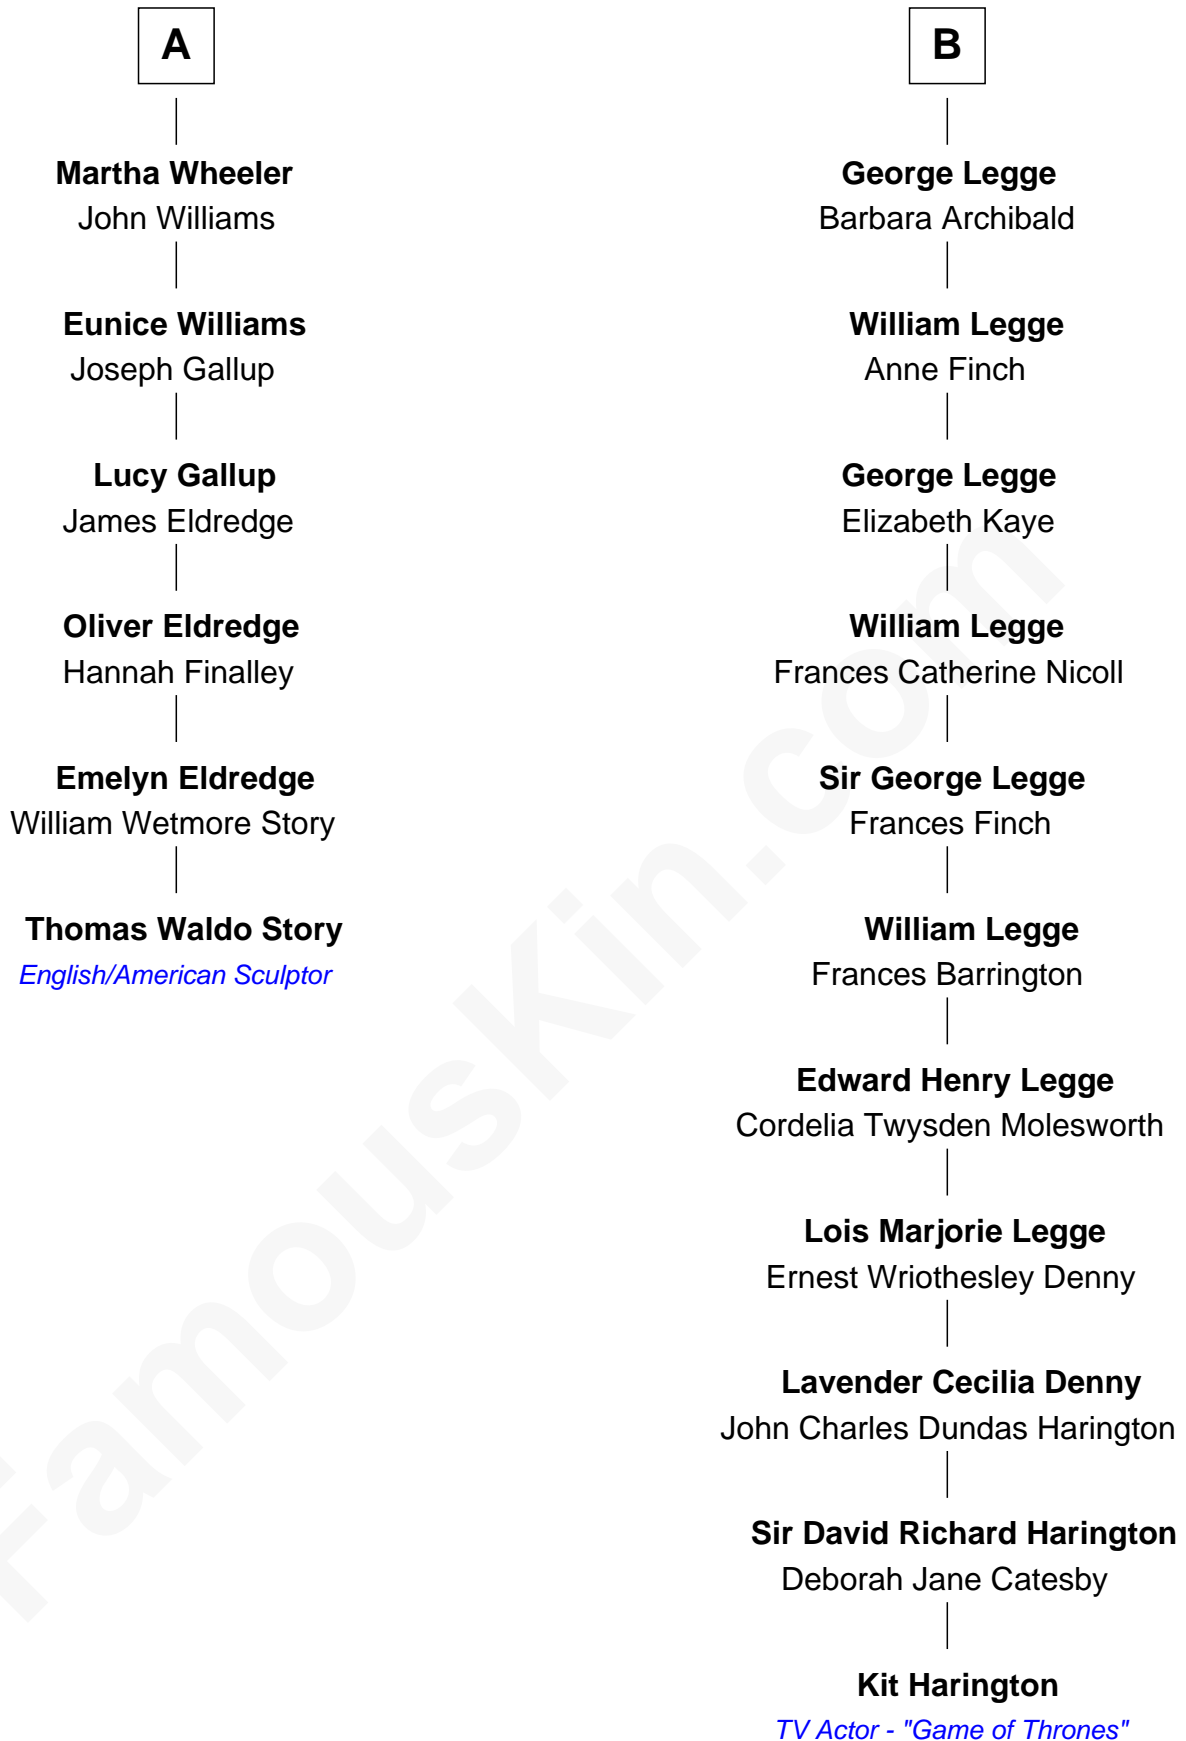 A
Martha Wheeler
John Williams
Eunice Williams
Joseph Gallup
Lucy Gallup
James Eldredge
Oliver Eldredge
Hannah Finalley
Emelyn Eldredge
William Wetmore Story
Thomas Waldo Story
English/American Sculptor
B
George Legge
Barbara Archibald
William Legge
Anne Finch
George Legge
Elizabeth Kaye
William Legge
Frances Catherine Nicoll
Sir George Legge
Frances Finch
William Legge
Frances Barrington
Edward Henry Legge
Cordelia Twysden Molesworth
Lois Marjorie Legge
Ernest Wriothesley Denny
Lavender Cecilia Denny
John Charles Dundas Harington
Sir David Richard Harington
Deborah Jane Catesby
Kit Harington
TV Actor - "Game of Thrones"
FamousKin.com